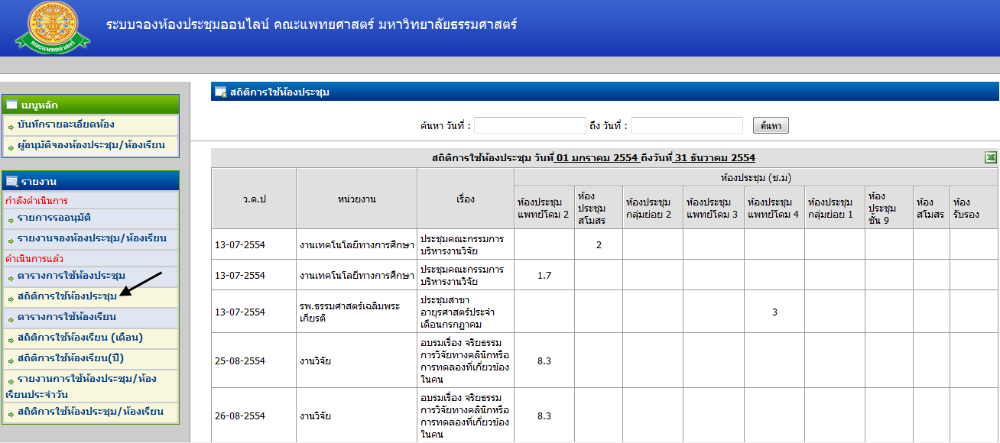 ระบบจองห้องประชุมออนไลน์ คณะแพทยศาสตร์ มหาวิทยาลัยธรรมศาสตร์
เมนูหลัก
บันทึกรายละเอียดห้อง
ผู้อนุมัติจองห้องประชุม/ห้องเรียน
รายงาน
กำลังดำเนินการ
รายการรออนุมัติ
รายงานจองห้องประชุม/ห้องเรียน
ดำเนินการแล้ว
ตารางการใช้ห้องประชุม
สถิติการใช้ห้องประชุม
ตารางการใช้ห้องเรียน
สถิติการใช้ห้องเรียน (เดือน)
สถิติการใช้ห้องเรียน(ปี)
รายงานการใช้ห้องประชุม/ห้อง
เรียนประจำวัน
สถิติการใช้ห้องประชุม/ห้องเรียน
สถิติการใช้ห้องประชุม
ค้นหา วันที่ : ถึง วันที่ : ค้นหา
สถิติการใช้ห้องประชุม วันที่ 01 มกราคม 2554 ถึงวันที่ 31 ธันวาคม 2554
ว.ด.ป
หน่วยงาน
เรื่อง
ห้องประชุม (ช.ม)
ห้องประชุม
แพทย์โดม 2
ห้อง
ประชุม
สโมสร
ห้องประชุม
กลุ่มย่อย 2
ห้องประชุม
แพทย์โดม 3
ห้องประชุม
แพทย์โดม 4
ห้องประชุม
กลุ่มย่อย 1
ห้อง
ประชุม
ชั้น 9
ห้อง
สโมสร
ห้อง
รับรอง
13-07-2554
งานเทคโนโลยีทางการศึกษา
ประชุมคณะกรรมการ
บริหารงานวิจัย
2
13-07-2554
งานเทคโนโลยีทางการศึกษา
ประชุมคณะกรรมการ
บริหารงานวิจัย
1.7
13-07-2554
รพ.ธรรมศาสตร์เฉลิมพระ
เกียรติ
ประชุมสาขา
อายุรศาสตร์ประจำ
เดือนกรกฎาคม
3
25-08-2554
งานวิจัย
อบรมเรื่อง จริยธรรม
การวิจัยทางคลินิกหรือ
การทดลองที่เกี่ยวข้อง
ในคน
8.3
26-08-2554
งานวิจัย
อบรมเรื่อง จริยธรรม
การวิจัยทางคลินิกหรือ
การทดลองที่เกี่ยวข้อง
ในคน
8.3